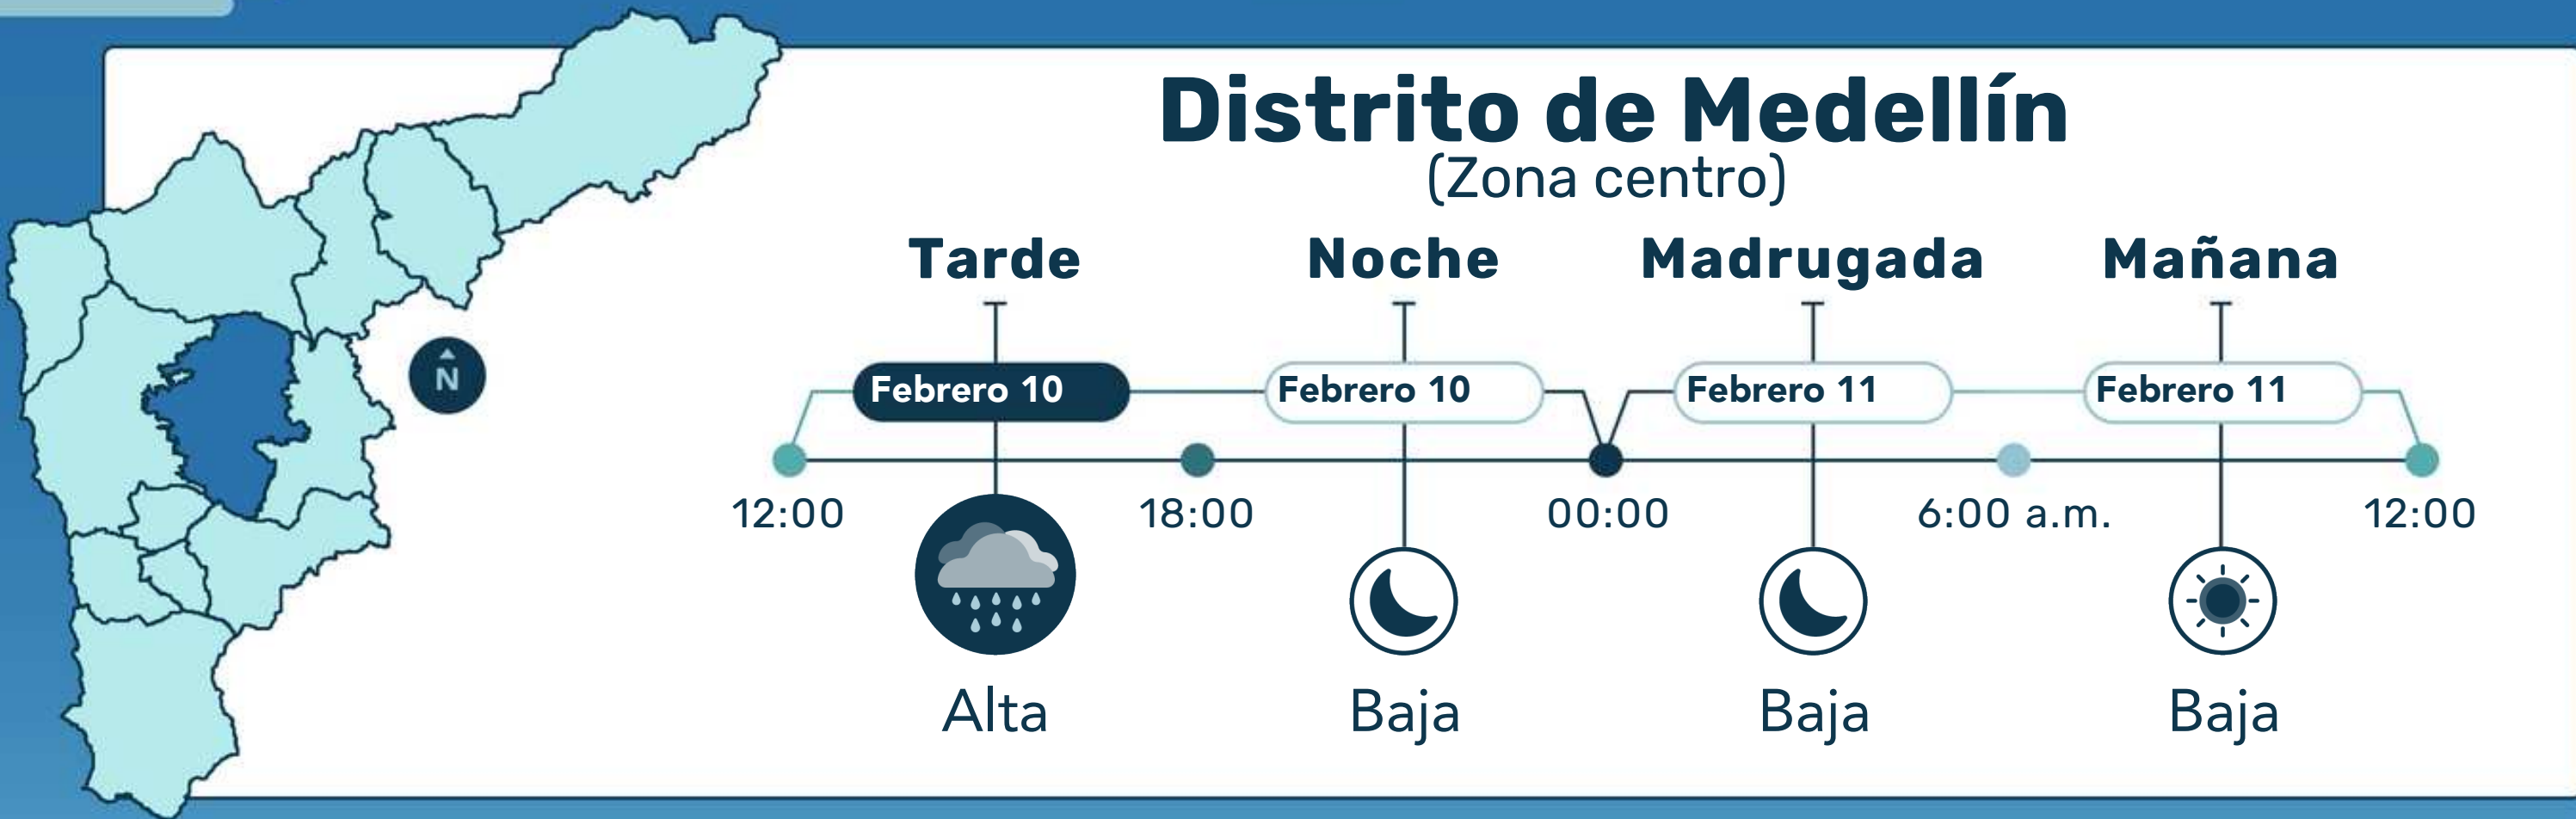 Distrito de Medellín
(Zona centro)
Tarde Noche Madrugada Mañana
N
Febrero 10 Febrero 10 Febrero 11 Febrero 11
12:00 18:00 00:00 6:00 a.m. 12:00
Alta Baja Baja Baja